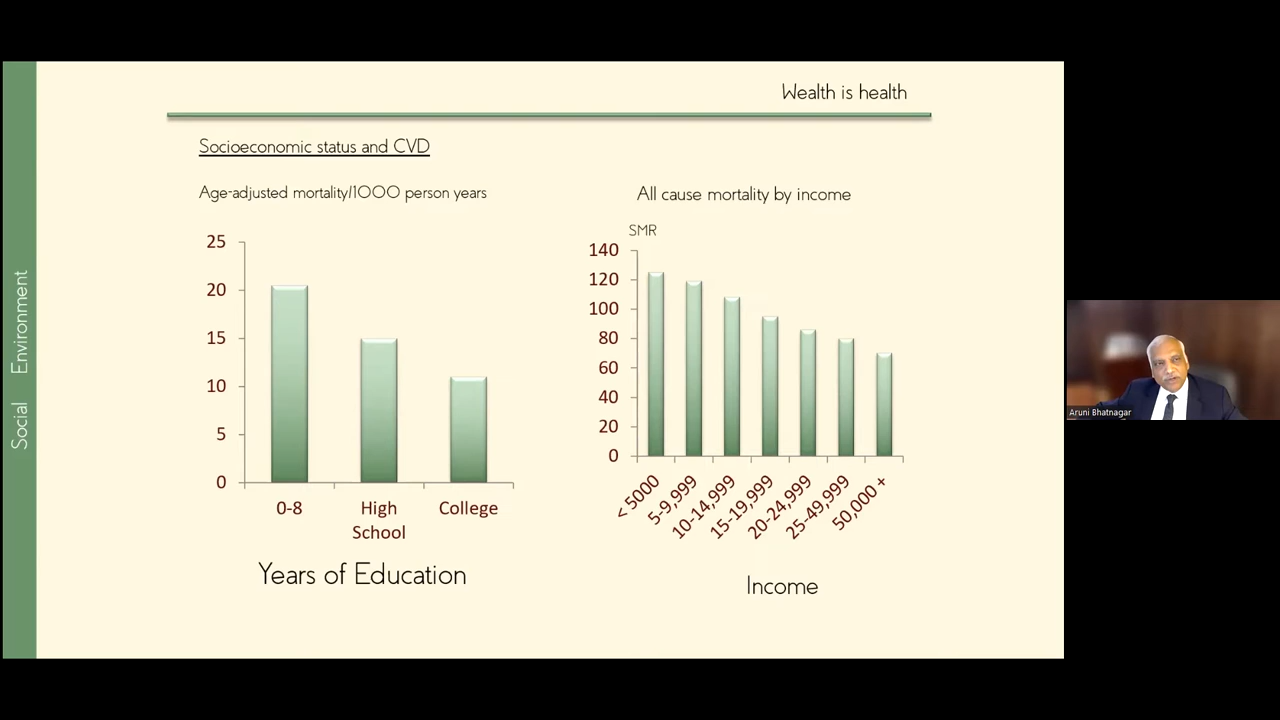 Wealth is health
Socioeconomic status and CVD
Age-adjusted mortality/1000 person years
25
20
15
10
5
0
0-8
High
School
College
Years of Education
All cause mortality by income
SMR
140
120
100
80
60
40
20
0
< 5000
5-9,999
10-14,999
15-19,999
20-24,999
25-49,999
50,000 +
Income
Social Environment
Aruni Bhatnagar